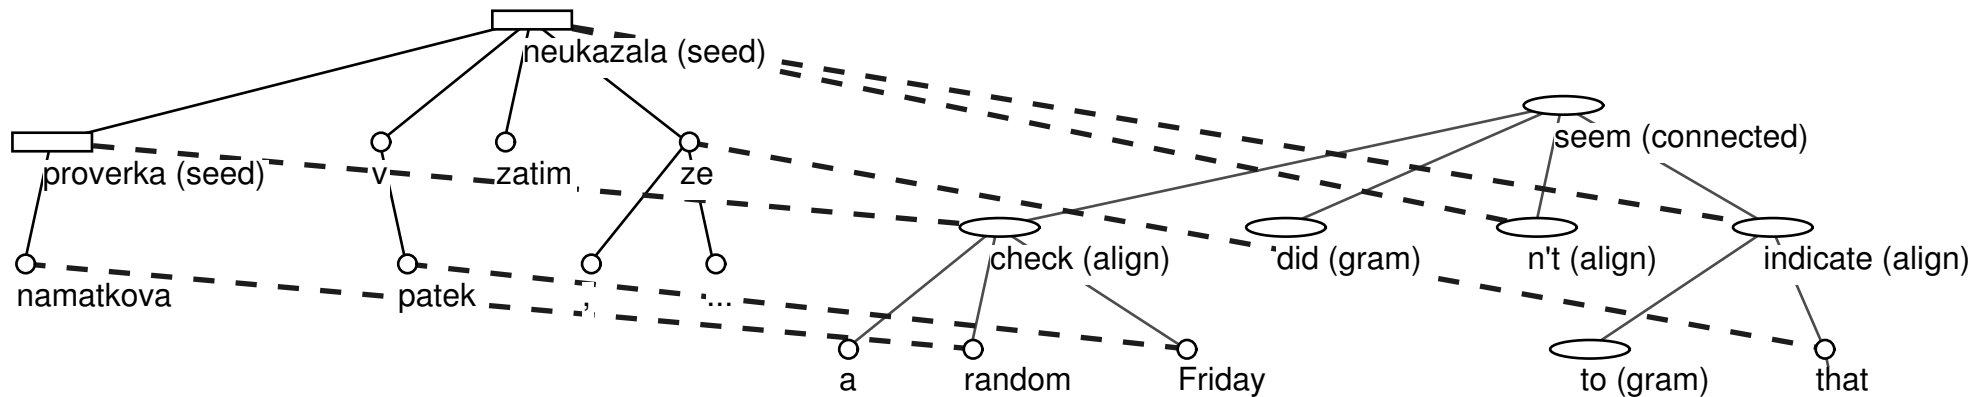 neukazala (seed)
seem (connected)
proverka (seed)
v
zatim
ze
check (align)
did (gram)
n't (align)
indicate (align)
namatkova
patek
,
...
a
random
Friday
to (gram)
that